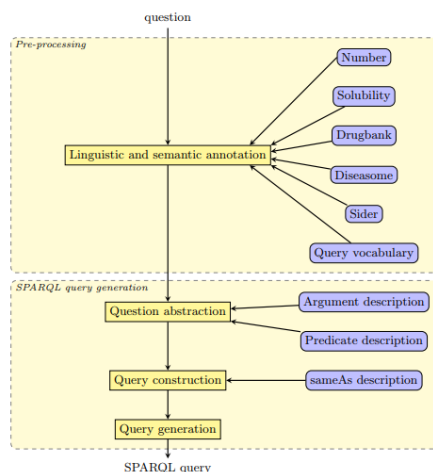 question
Pre-processing
Number
Solubility
Drugbank
Linguistic and semantic annotation
Diseasome
Sider
Query vocabulary
SPARQL query generation
Argument description
Question abstraction
Predicate description
Query construction
sameAs description
Query generation
SPARQL query